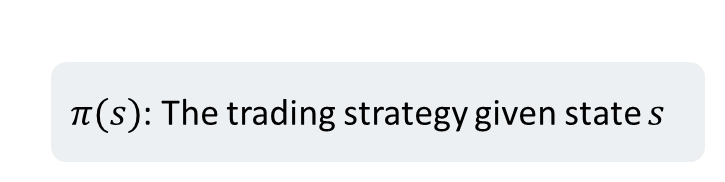 π(s): The trading strategy given state s